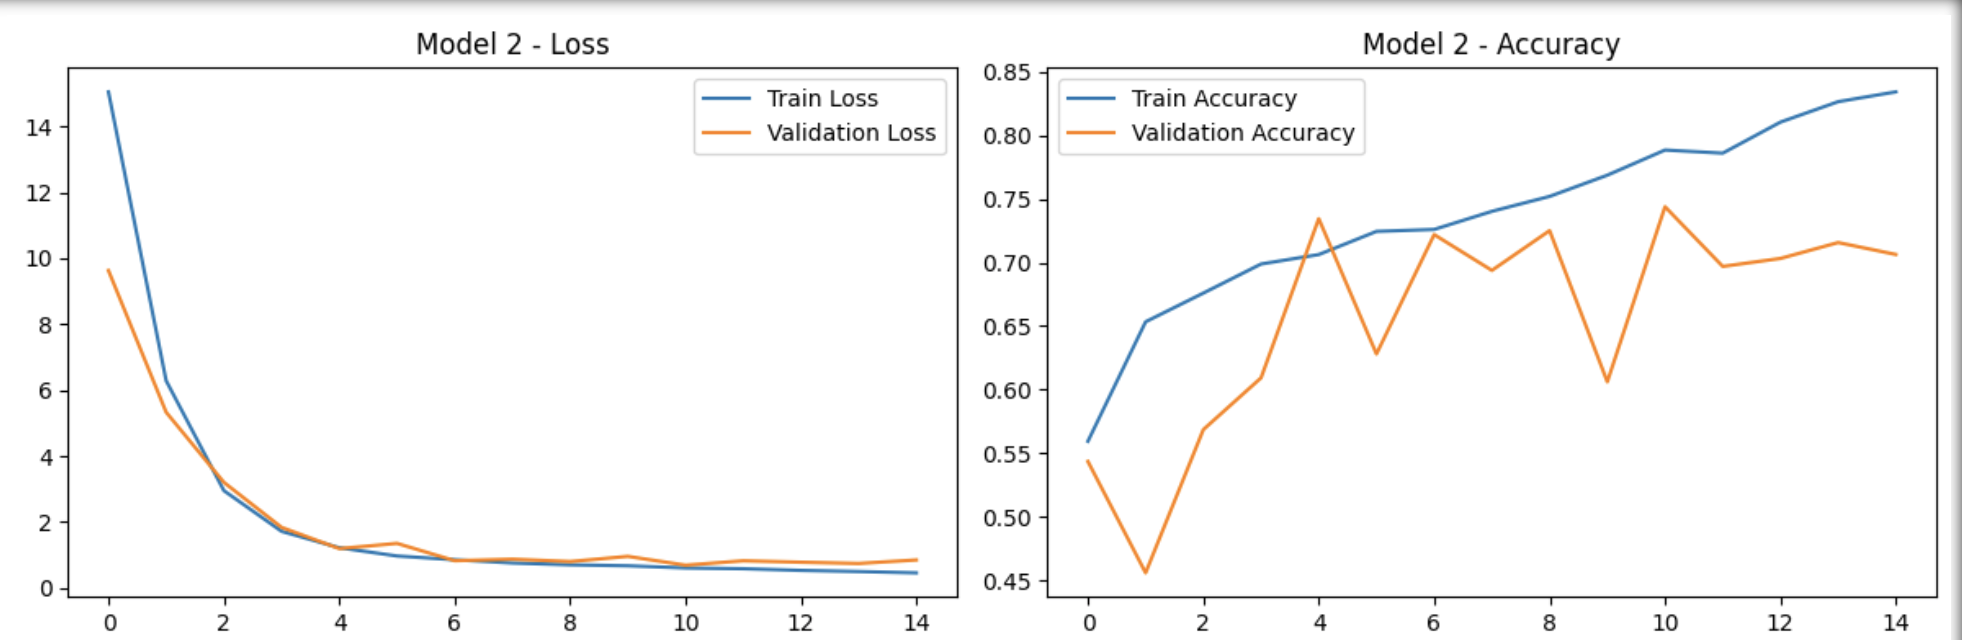 Model 2 - Loss
Train Loss
Validation Loss
14
12
10
8
6
4
2
0
0 2 4 6 8 10 12 14
Model 2 - Accuracy
Train Accuracy
Validation Accuracy
0.85
0.80
0.75
0.70
0.65
0.60
0.55
0.50
0.45
0 2 4 6 8 10 12 14